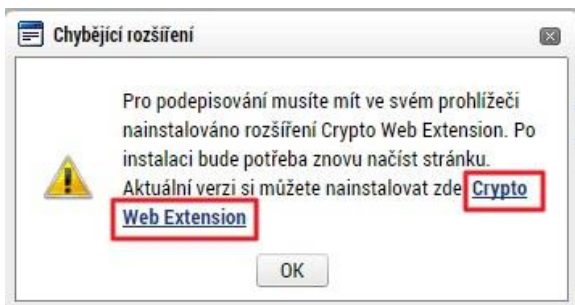 Chybějící rozšíření
Pro podepisování musíte mít ve svém prohlížeči
nainstalováno rozšíření Crypto Web Extension. Po
instalaci bude potřeba znovu načíst stránku.
Aktuální verzi si můžete nainstalovat zde Crypto
Web Extension
OK